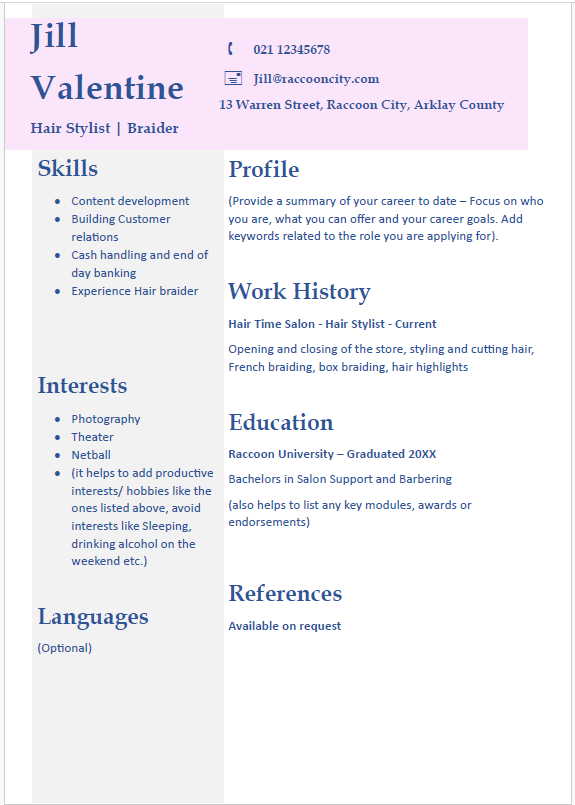 Jill
Valentine
Hair Stylist | Braider
021 12345678
Jill@raccooncity.com
13 Warren Street, Raccoon City, Arklay County
Skills
• Content development
• Building Customer
relations
• Cash handling and end of
day banking
• Experience Hair braider
Interests
• Photography
• Theater
• Netball
• (it helps to add productive
interests/ hobbies like the
ones listed above, avoid
interests like Sleeping,
drinking alcohol on the
weekend etc.)
Languages
(Optional)
Profile
(Provide a summary of your career to date – Focus on who
you are, what you can offer and your career goals. Add
keywords related to the role you are applying for).
Work History
Hair Time Salon - Hair Stylist - Current
Opening and closing of the store, styling and cutting hair,
French braiding, box braiding, hair highlights
Education
Raccoon University – Graduated 20XX
Bachelors in Salon Support and Barbering
(also helps to list any key modules, awards or
endorsements)
References
Available on request